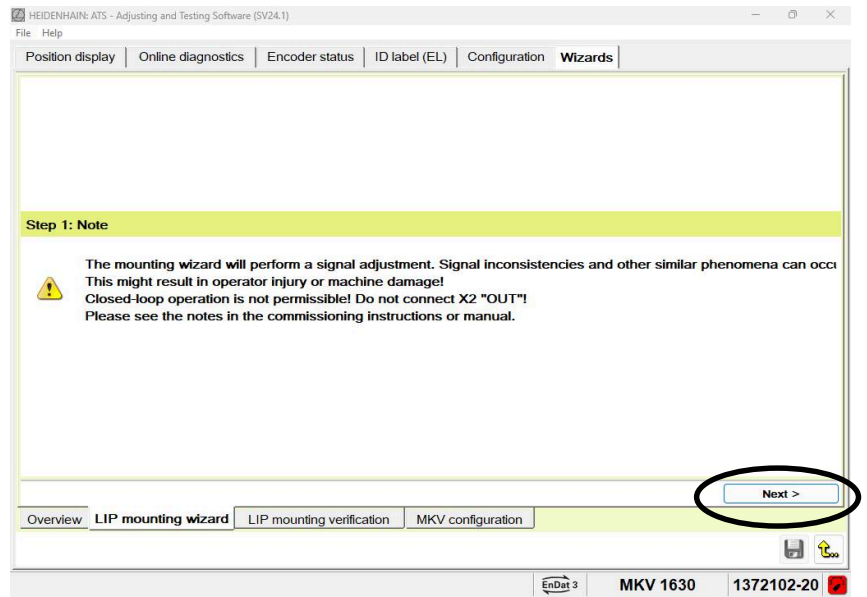 HEIDENHAIN: ATS - Adjusting and Testing Software (SV24.1)
File Help
Position display Online diagnostics Encoder status ID label (EL) Configuration Wizards
Step 1: Note
The mounting wizard will perform a signal adjustment. Signal inconsistencies and other similar phenomena can occu
This might result in operator injury or machine damage!
Closed-loop operation is not permissible! Do not connect X2 "OUT"!
Please see the notes in the commissioning instructions or manual.
Next >
Overview LIP mounting wizard LIP mounting verification MKV configuration
EnDat 3 MKV 1630 1372102-20